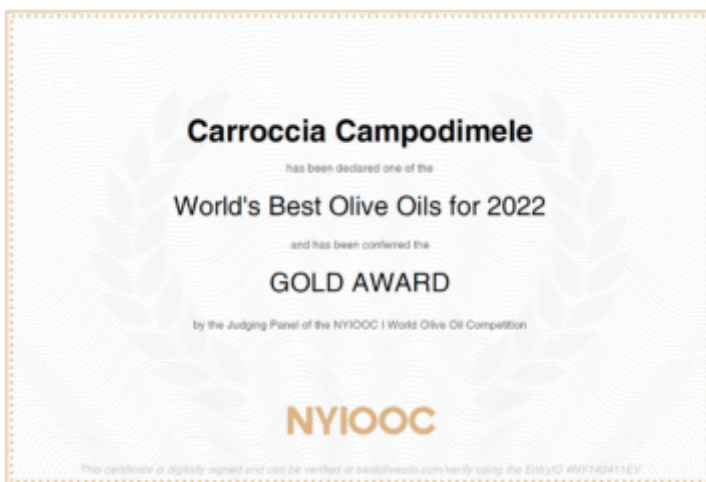 Carroccia Campodimele
has been declared one of the
World's Best Olive Oils for 2022
and has been conferred the
GOLD AWARD
by the Judging Panel of the NYIOOC | World Olive Oil Competition
NYIOOC
This certificate is digitally signed and can be verified at bestoliveoils.com/verify using the EntryID #NY142411EV